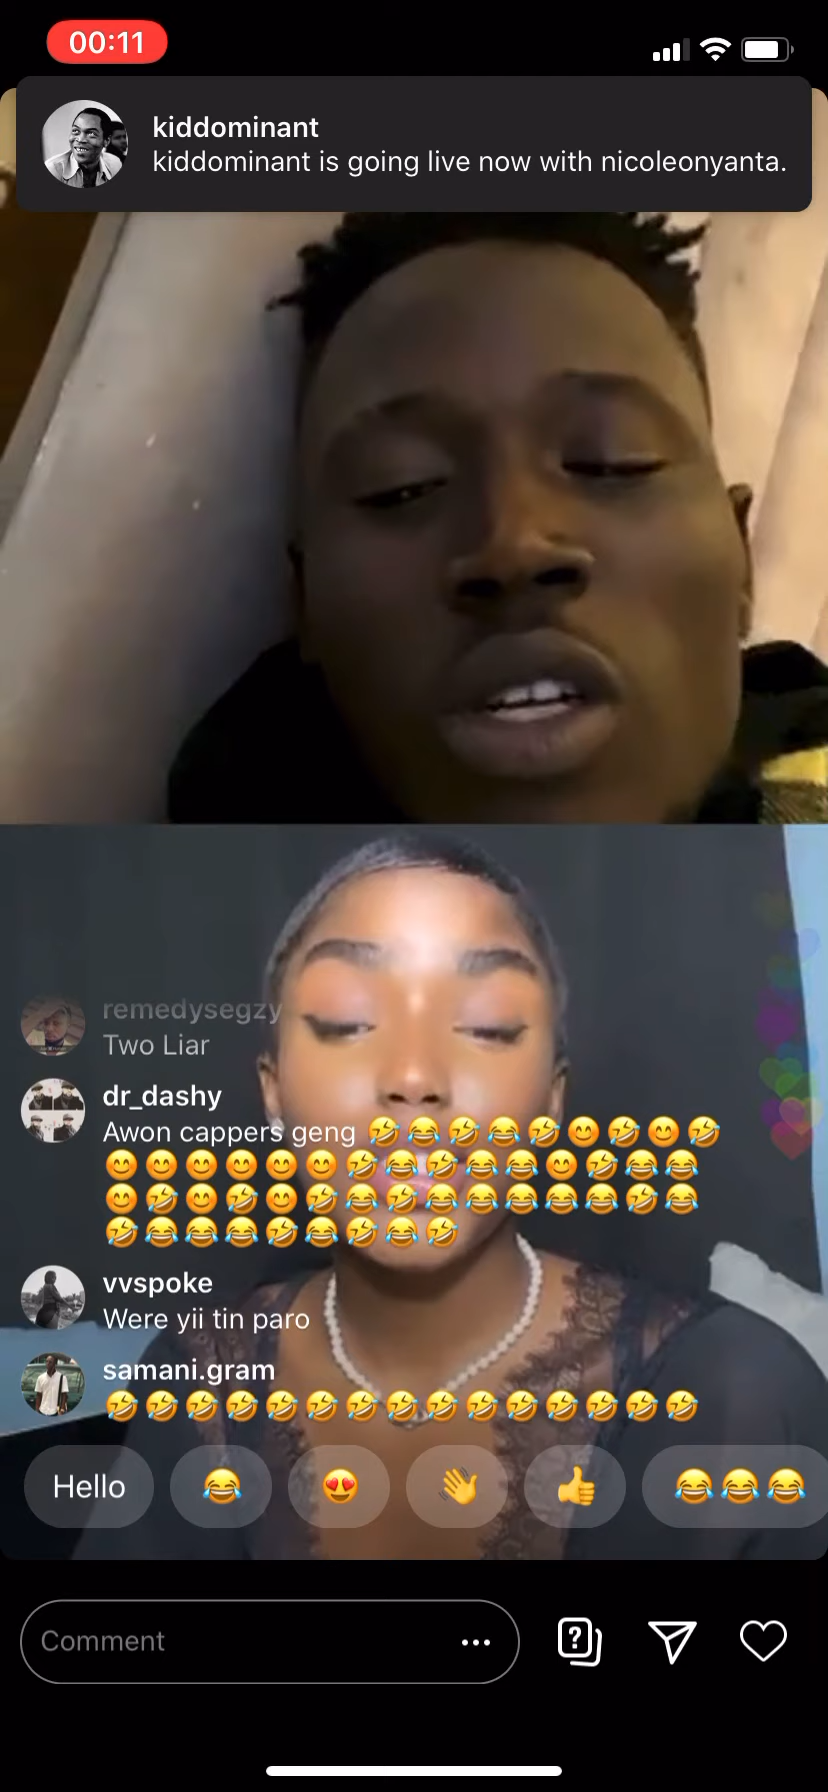 00:11
kiddominant
kiddominant is going live now with nicoleonyanta.
remedysegzy
Two Liar
dr_dashy
Awon cappers geng 🤣😂🤣😂🤣😊🤣😊🤣
😊😊😊😊😊😊🤣😂🤣😂😂😊🤣😂😂
😊🤣😊🤣😊🤣😂🤣😂😂😂😂😂🤣😂
🤣😂😂😂🤣😂🤣😂🤣
vvspoke
Were yii tin paro
samani.gram
🤣🤣🤣🤣🤣🤣🤣🤣🤣🤣🤣🤣🤣🤣🤣
Hello 😂 😍 👋 👍 😂😂😂
Comment